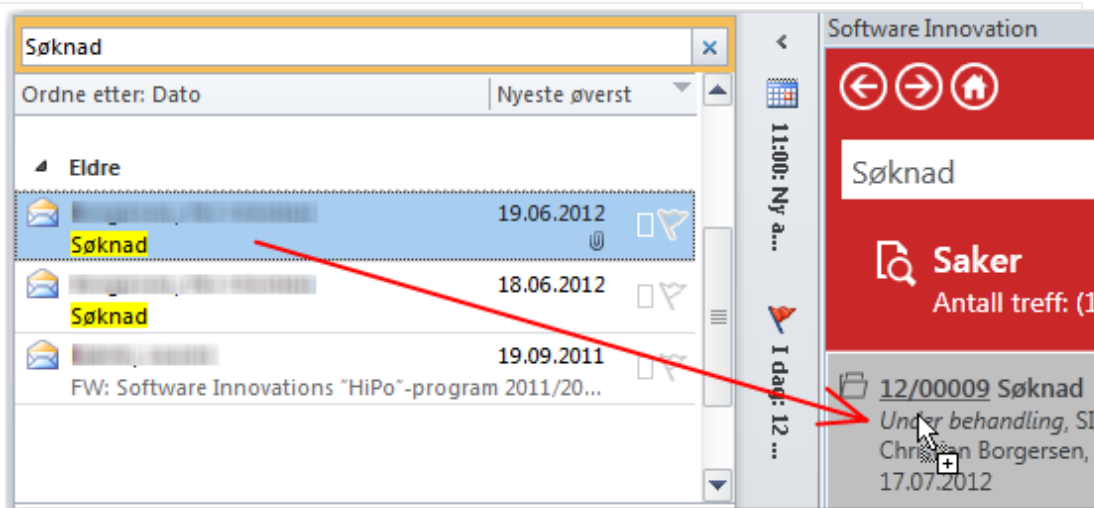 Søknad
Ordne etter: Dato
Nyeste øverst
Eldre
19.06.2012
Søknad
18.06.2012
Søknad
19.09.2011
FW: Software Innovations "HiPo"-program 2011/20...
11:00: Ny a...
I dag: 12 ...
Software Innovation
Søknad
Saker
Antall treff: (1
12/00009 Søknad
Under behandling, SI
Christian Borgersen,
17.07.2012